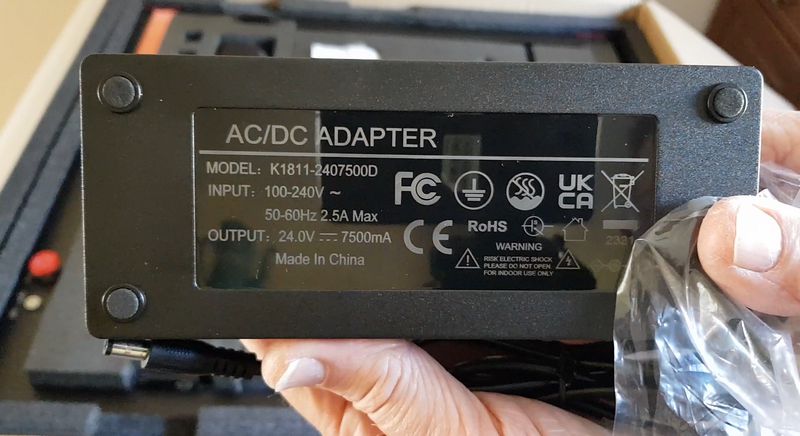 AC/DC ADAPTER
MODEL: K1811-2407500D
INPUT: 100-240V ~
50-60Hz 2.5A Max
OUTPUT: 24.0V ⎓ 7500mA
Made In China
FC
UK
CA
CE
RoHS
WARNING
RISK ELECTRIC SHOCK
PLEASE DO NOT OPEN
FOR INDOOR USE ONLY
2321